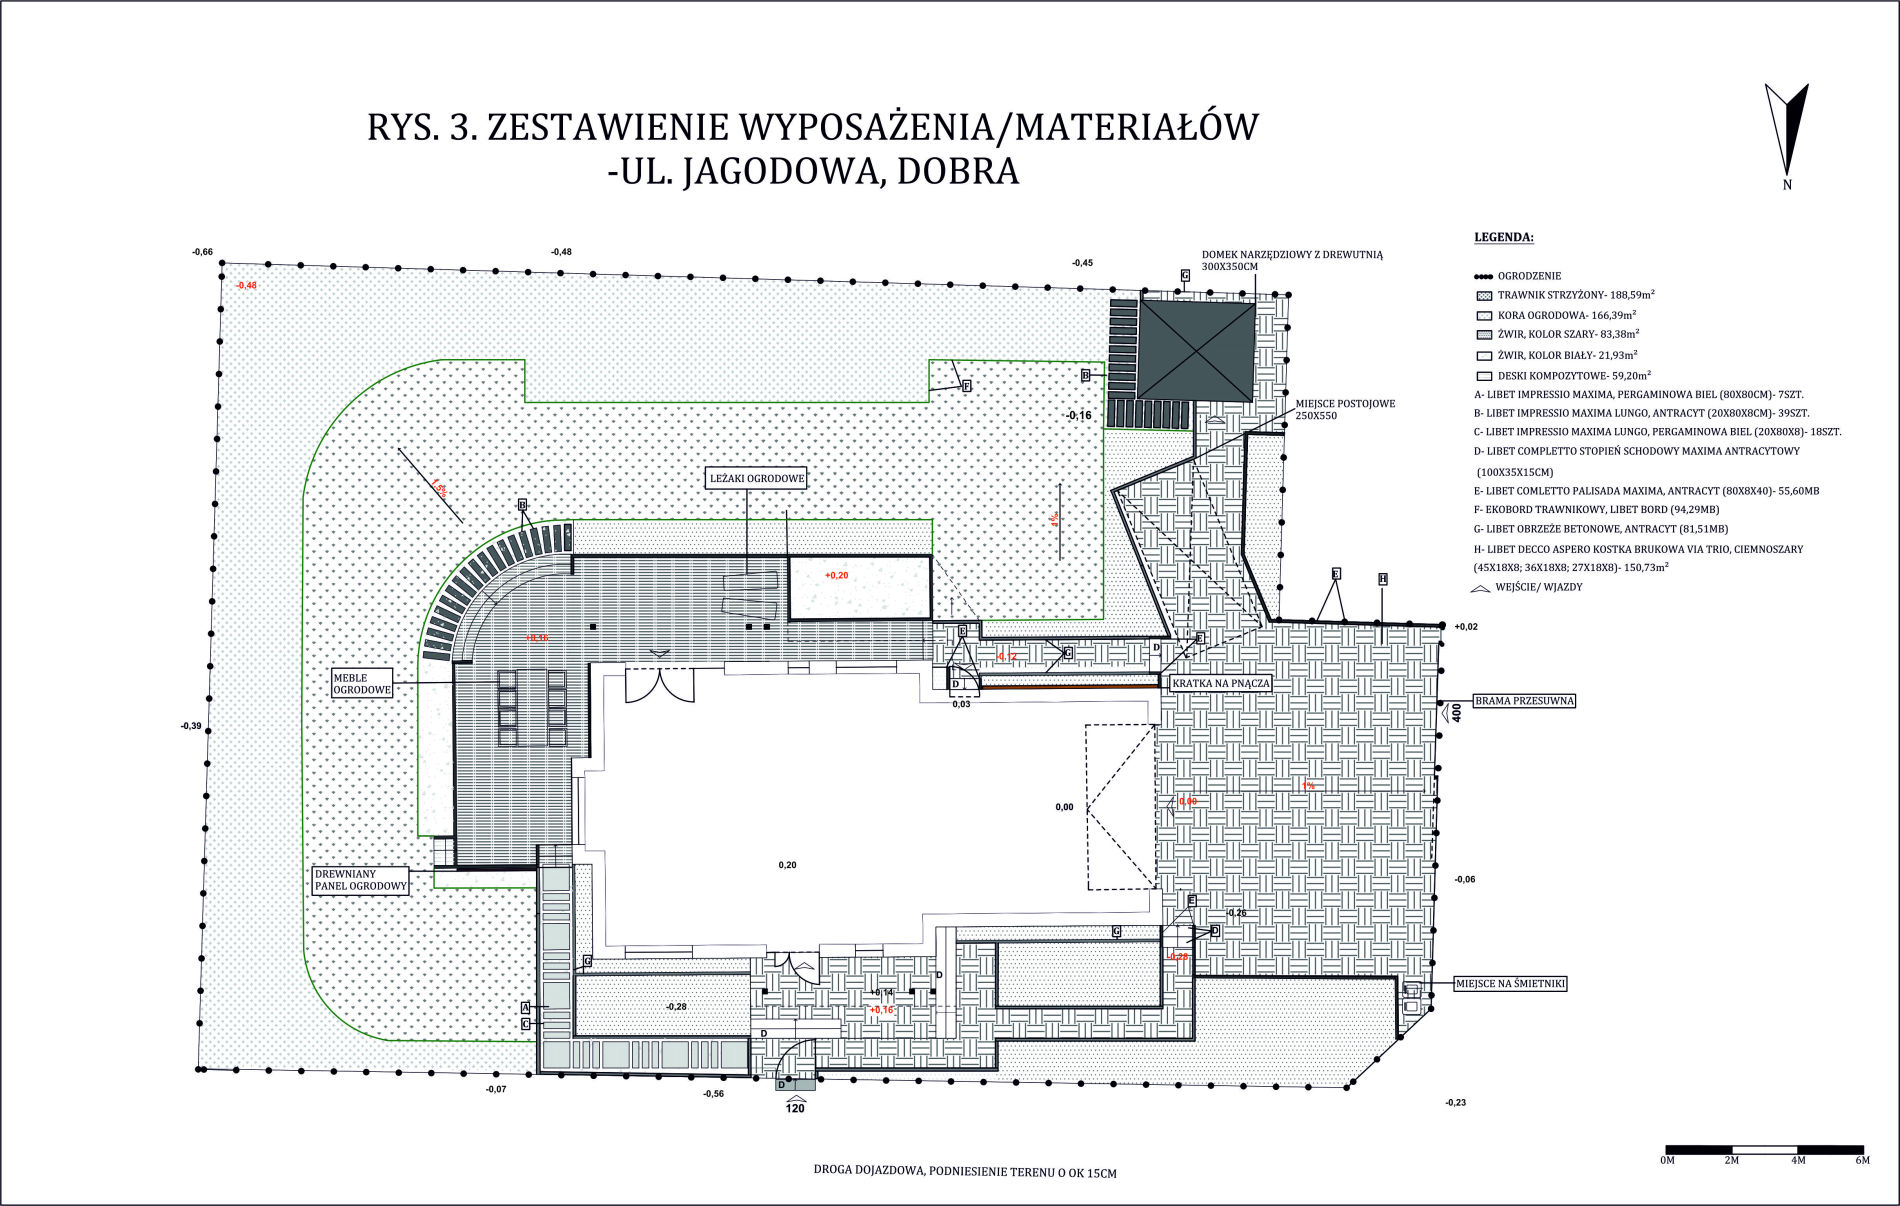 RYS. 3. ZESTAWIENIE WYPOSAŻENIA/MATERIAŁÓW
-UL. JAGODOWA, DOBRA
N
LEGENDA:
OGRODZENIE
TRAWNIK STRZYŻONY- 188,59m²
KORA OGRODOWA- 166,39m²
ŻWIR, KOLOR SZARY- 83,38m²
ŻWIR, KOLOR BIAŁY- 21,93m²
DESKI KOMPOZYTOWE- 59,20m²
A- LIBET IMPRESSIO MAXIMA, PERGAMINOWA BIEL (80X80CM)- 7SZT.
B- LIBET IMPRESSIO MAXIMA LUNGO, ANTRACYT (20X80X8CM)- 39SZT.
C- LIBET IMPRESSIO MAXIMA LUNGO, PERGAMINOWA BIEL (20X80X8)- 18SZT.
D- LIBET COMPLETTO STOPIEŃ SCHODOWY MAXIMA ANTRACYTOWY
(100X35X15CM)
E- LIBET COMLETTO PALISADA MAXIMA, ANTRACYT (80X8X40)- 55,60MB
F- EKOBORD TRAWNIKOWY, LIBET BORD (94,29MB)
G- LIBET OBRZEŻE BETONOWE, ANTRACYT (81,51MB)
H- LIBET DECCO ASPERO KOSTKA BRUKOWA VIA TRIO, CIEMNOSZARY
(45X18X8; 36X18X8; 27X18X8)- 150,73m²
WEJŚCIE/ WJAZDY
-0,66
-0,48
-0,45
DOMEK NARZĘDZIOWY Z DREWUTNIĄ
300X350CM
G
-0,48
B
F
-0,16
MIEJSCE POSTOJOWE
250X550
LEŻAKI OGRODOWE
1,5%
B
4%
+0,20
E
H
+0,02
+0,16
E
E
-0,12
G
D
MEBLE
OGRODOWE
D
KRATKA NA PNĄCZA
0,03
BRAMA PRZESUWNA
400
-0,39
1%
0,00
0,00
0,20
DREWNIANY
PANEL OGRODOWY
-0,06
E
-0,26
G
D
-0,28
G
D
MIEJSCE NA ŚMIETNIKI
+0,14
A
-0,28
+0,16
C
D
D
-0,07
-0,56
120
-0,23
DROGA DOJAZDOWA, PODNIESIENIE TERENU O OK 15CM
0M
2M
4M
6M